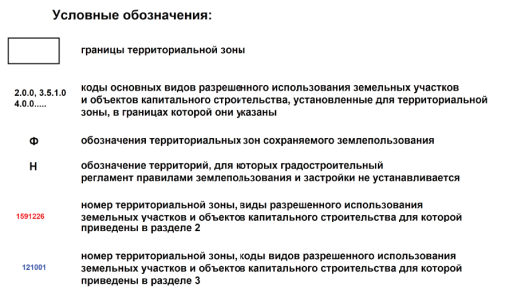 Условные обозначения:
границы территориальной зоны
2.0.0, 3.5.1.0
4.0.0.....
коды основных видов разрешенного использования земельных участков
и объектов капитального строительства, установленные для территориальной
зоны, в границах которой они указаны
Ф
обозначения территориальных зон сохраняемого землепользования
Н
обозначение территорий, для которых градостроительный
регламент правилами землепользования и застройки не устанавливается
1591226
номер территориальной зоны, виды разрешенного использования
земельных участков и объектов капитального строительства для которой
приведены в разделе 2
121001
номер территориальной зоны, коды видов разрешенного использования
земельных участков и объектов капитального строительства для которой
приведены в разделе 3